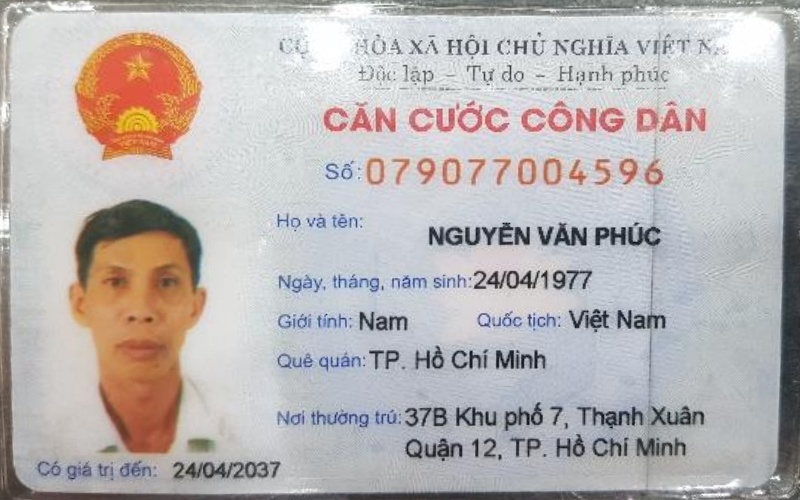 HÒA XÃ HỘI CHỦ NGHĨA VIỆT
Độc lập - Tự do - Hạnh phúc
CĂN CƯỚC CÔNG DÂN
Số: 079077004596
Họ và tên: NGUYỄN VĂN PHÚC
Ngày, tháng, năm sinh: 24/04/1977
Giới tính: Nam Quốc tịch: Việt Nam
Quê quán: TP. Hồ Chí Minh
Nơi thường trú: 37B Khu phố 7, Thạnh Xuân
Quận 12, TP. Hồ Chí Minh
Có giá trị đến: 24/04/2037